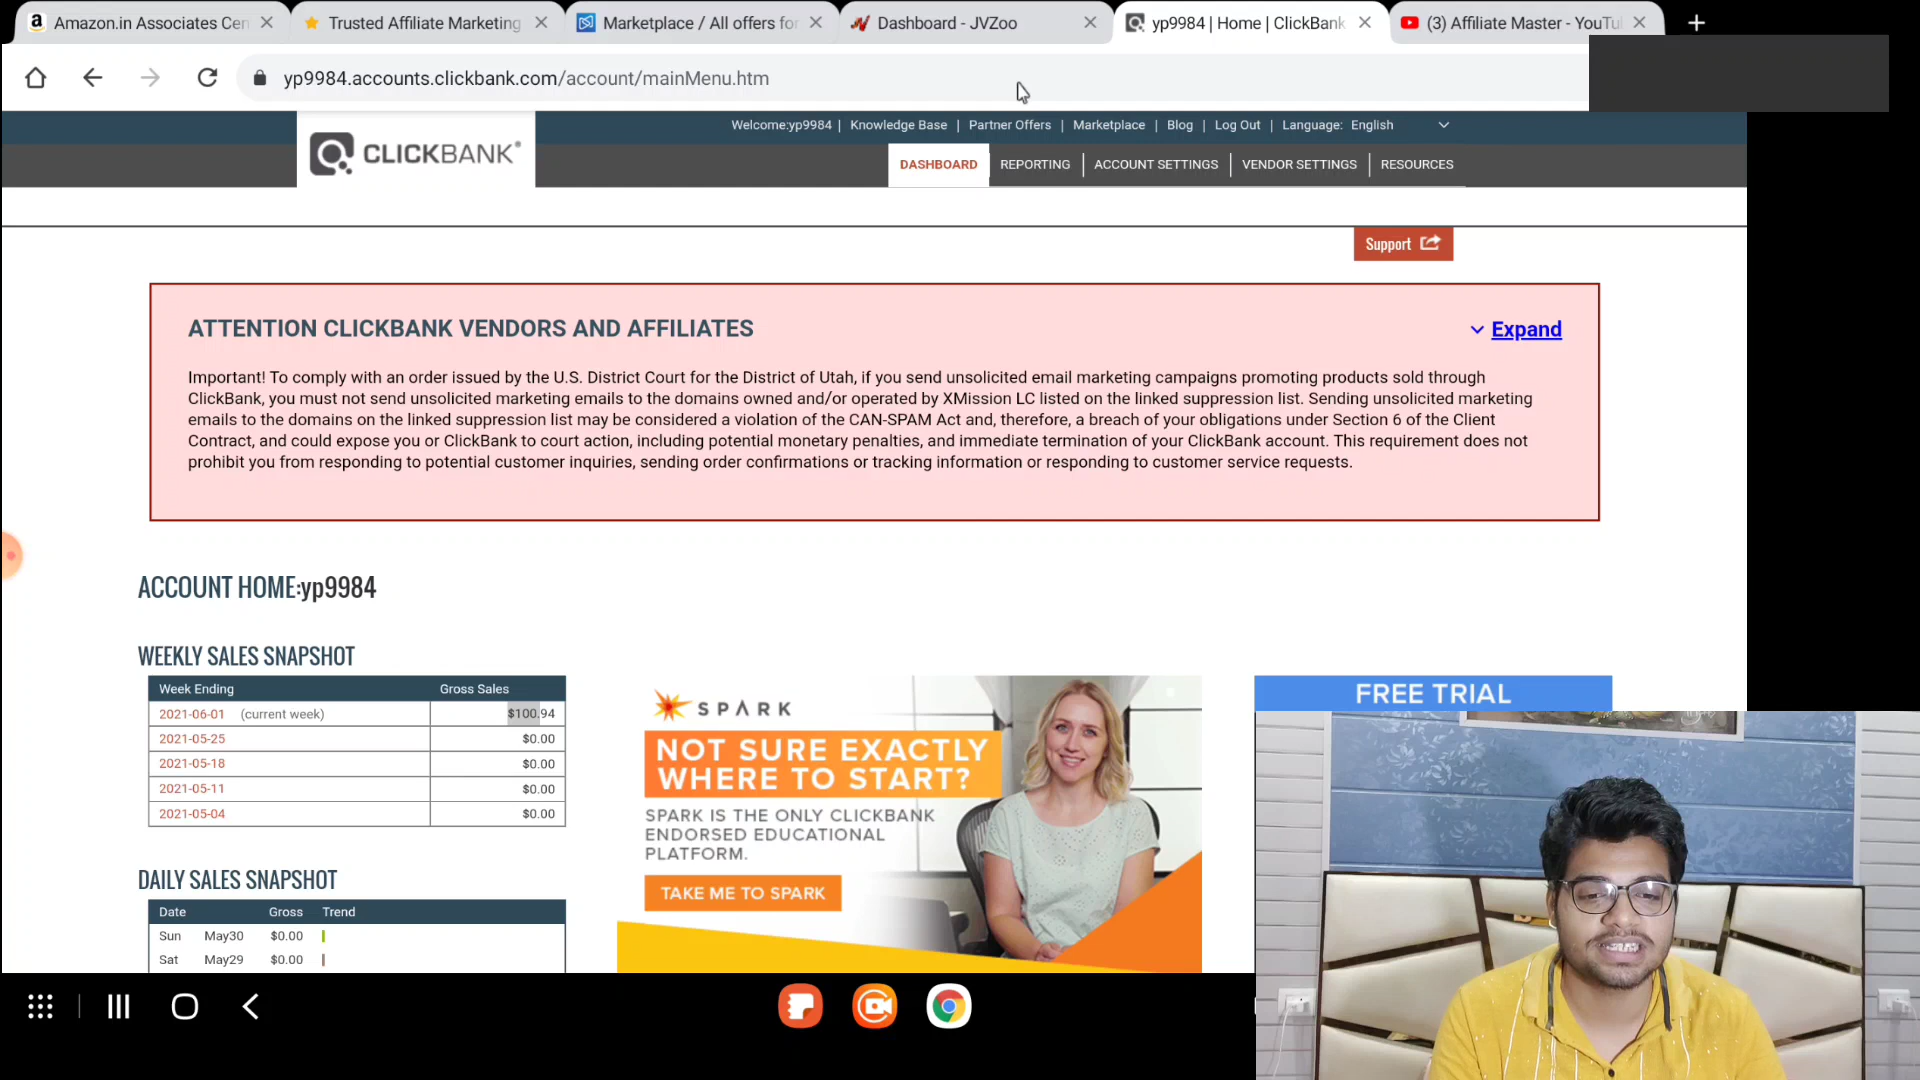 Amazon.in Associates Cen
Trusted Affiliate Marketing
Marketplace / All offers for
Dashboard - JVZoo
yp9984 | Home | ClickBank
(3) Affiliate Master - YouTu
yp9984.accounts.clickbank.com/account/mainMenu.htm
Welcome:yp9984 | Knowledge Base | Partner Offers | Marketplace | Blog | Log Out | Language: English
CLICKBANK
DASHBOARD REPORTING ACCOUNT SETTINGS VENDOR SETTINGS RESOURCES
Support
ATTENTION CLICKBANK VENDORS AND AFFILIATES
Expand
Important! To comply with an order issued by the U.S. District Court for the District of Utah, if you send unsolicited email marketing campaigns promoting products sold through
ClickBank, you must not send unsolicited marketing emails to the domains owned and/or operated by XMission LC listed on the linked suppression list. Sending unsolicited marketing
emails to the domains on the linked suppression list may be considered a violation of the CAN-SPAM Act and, therefore, a breach of your obligations under Section 6 of the Client
Contract, and could expose you or ClickBank to court action, including potential monetary penalties, and immediate termination of your ClickBank account. This requirement does not
prohibit you from responding to potential customer inquiries, sending order confirmations or tracking information or responding to customer service requests.
ACCOUNT HOME:yp9984
WEEKLY SALES SNAPSHOT
Week Ending Gross Sales
2021-06-01 (current week) $100.94
2021-05-25 $0.00
2021-05-18 $0.00
2021-05-11 $0.00
2021-05-04 $0.00
DAILY SALES SNAPSHOT
Date Gross Trend
Sun May30 $0.00
Sat May29 $0.00
SPARK
NOT SURE EXACTLY
WHERE TO START?
SPARK IS THE ONLY CLICKBANK
ENDORSED EDUCATIONAL
PLATFORM.
TAKE ME TO SPARK
FREE TRIAL